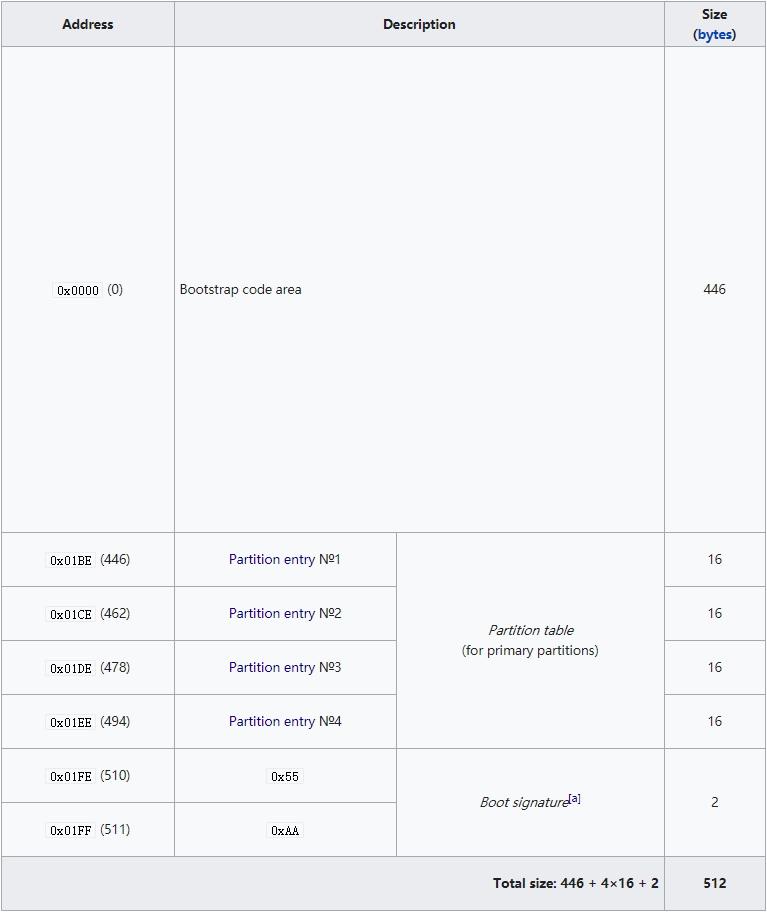 Address Description Size
(bytes)
0x0000 (0) Bootstrap code area 446
0x01BE (446) Partition entry №1 16
0x01CE (462) Partition entry №2 16
Partition table
(for primary partitions)
0x01DE (478) Partition entry №3 16
0x01EE (494) Partition entry №4 16
0x01FE (510) 0x55
Boot signature[a] 2
0x01FF (511) 0xAA
Total size: 446 + 4×16 + 2 512